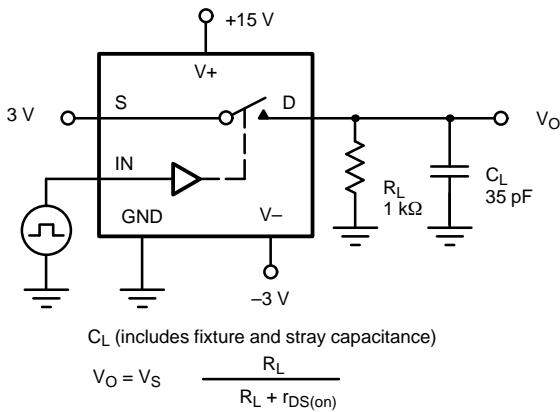 +15 V
V+
3 V
S
D
VO
IN
RL
1 kΩ
CL
35 pF
GND
V–
–3 V
CL (includes fixture and stray capacitance)
VO = VS RL
RL + rDS(on)